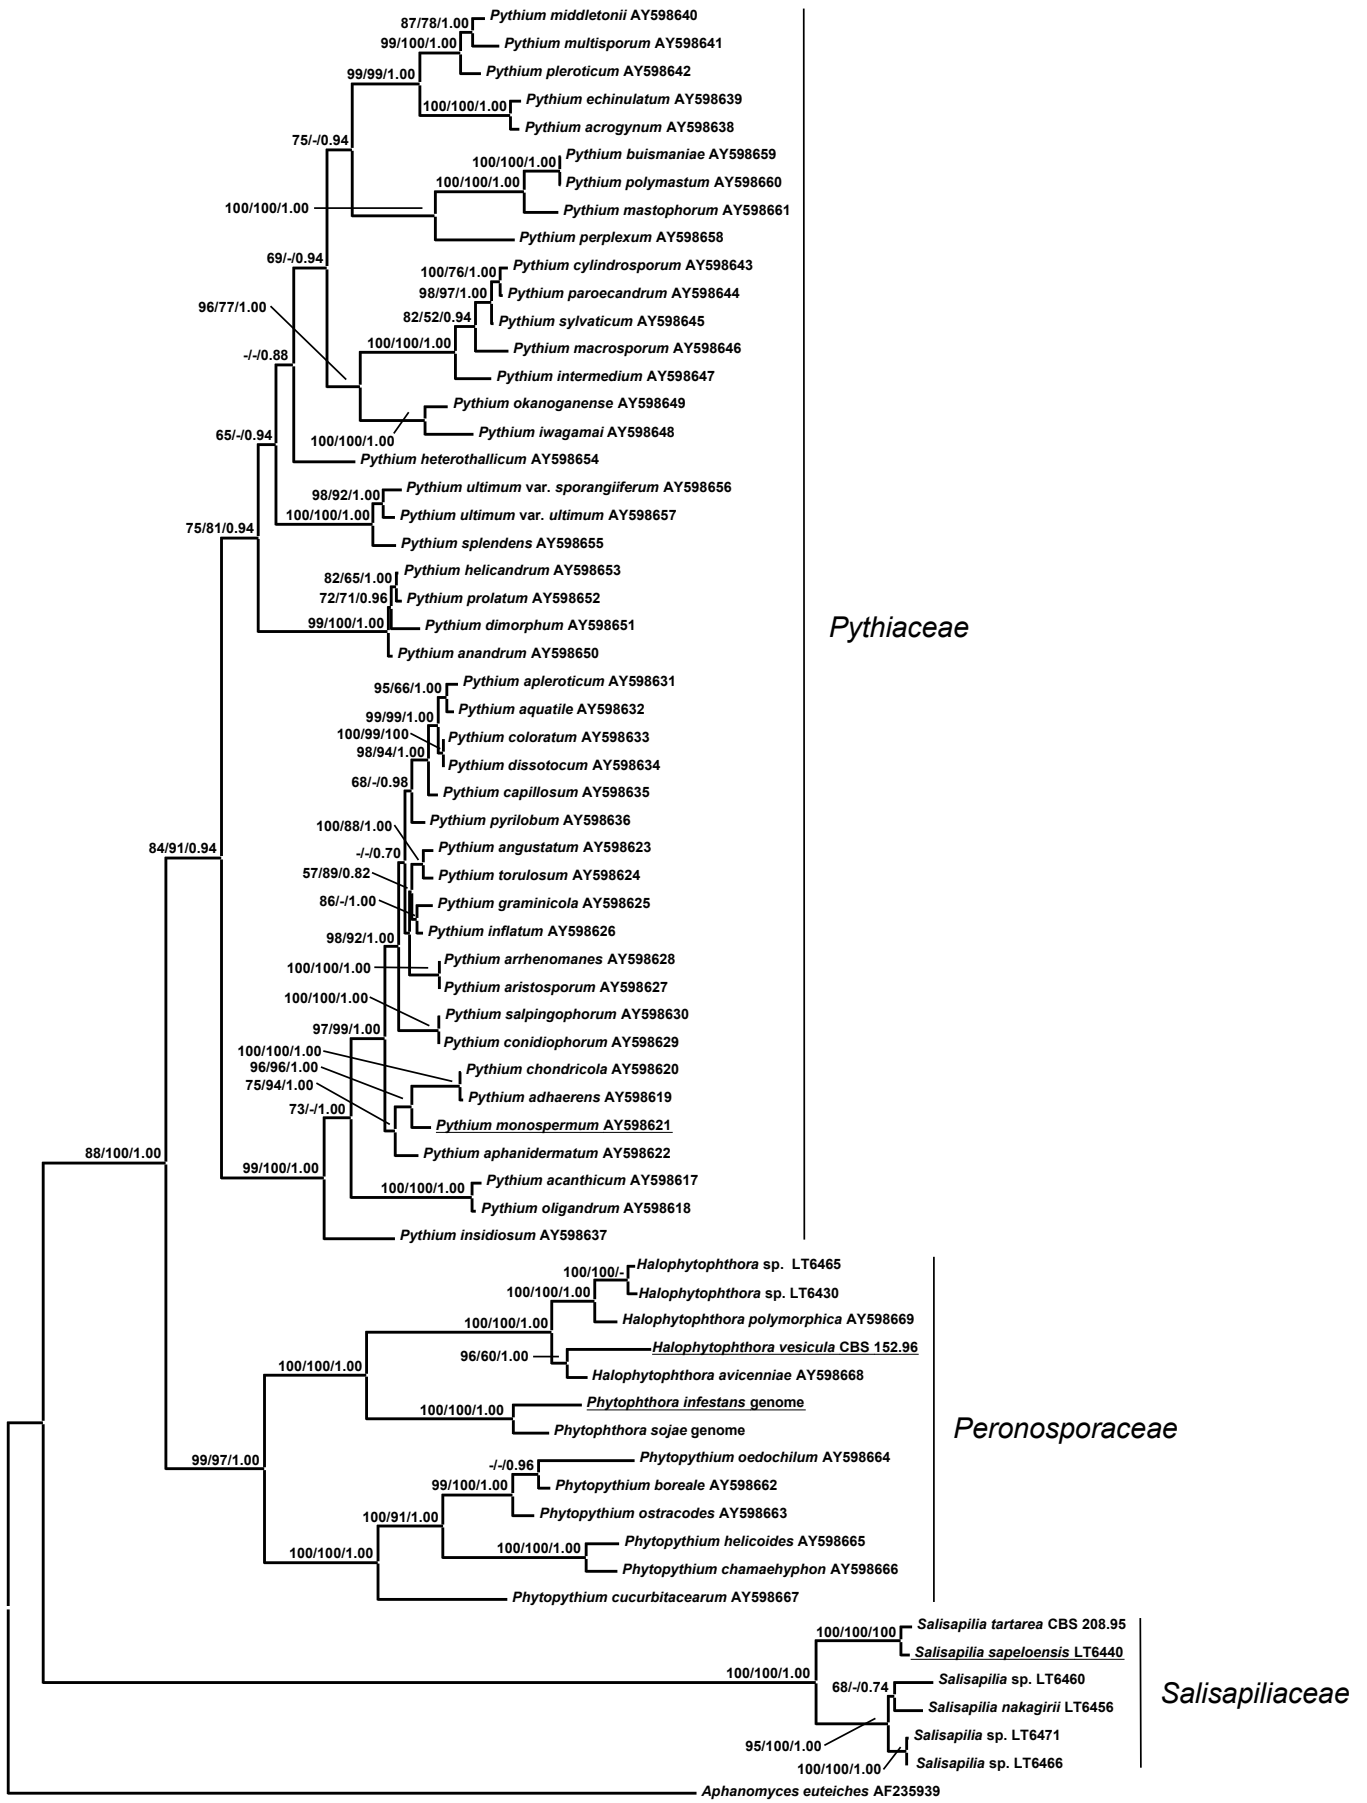 87/78/1.00
Pythium middletonii AY598640
99/100/1.00
Pythium multisporum AY598641
99/99/1.00
Pythium pleroticum AY598642
100/100/1.00
Pythium echinulatum AY598639
Pythium acrogynum AY598638
75/-/0.94
100/100/1.00
Pythium buismaniae AY598659
100/100/1.00
Pythium polymastum AY598660
100/100/1.00
Pythium mastophorum AY598661
Pythium perplexum AY598658
69/-/0.94
100/76/1.00
Pythium cylindrosporum AY598643
98/97/1.00
Pythium paroecandrum AY598644
96/77/1.00
82/52/0.94
Pythium sylvaticum AY598645
100/100/1.00
Pythium macrosporum AY598646
-/-/0.88
Pythium intermedium AY598647
Pythium okanoganense AY598649
100/100/1.00
Pythium iwagamai AY598648
65/-/0.94
Pythium heterothallicum AY598654
98/92/1.00
Pythium ultimum var. sporangiiferum AY598656
100/100/1.00
Pythium ultimum var. ultimum AY598657
75/81/0.94
Pythium splendens AY598655
82/65/1.00
Pythium helicandrum AY598653
72/71/0.96
Pythium prolatum AY598652
99/100/1.00
Pythium dimorphum AY598651
Pythium anandrum AY598650
Pythiaceae
95/66/1.00
Pythium apleroticum AY598631
99/99/1.00
Pythium aquatile AY598632
100/99/100
Pythium coloratum AY598633
98/94/1.00
Pythium dissotocum AY598634
68/-/0.98
Pythium capillosum AY598635
Pythium pyrilobum AY598636
100/88/1.00
Pythium angustatum AY598623
84/91/0.94
-/-/0.70
57/89/0.82
Pythium torulosum AY598624
86/-/1.00
Pythium graminicola AY598625
Pythium inflatum AY598626
98/92/1.00
100/100/1.00
Pythium arrhenomanes AY598628
Pythium aristosporum AY598627
100/100/1.00
Pythium salpingophorum AY598630
97/99/1.00
Pythium conidiophorum AY598629
100/100/1.00
96/96/1.00
Pythium chondricola AY598620
75/94/1.00
Pythium adhaerens AY598619
73/-/1.00
Pythium monospermum AY598621
88/100/1.00
Pythium aphanidermatum AY598622
99/100/1.00
Pythium acanthicum AY598617
100/100/1.00
Pythium oligandrum AY598618
Pythium insidiosum AY598637
100/100/-
Halophytophthora sp. LT6465
100/100/1.00
Halophytophthora sp. LT6430
100/100/1.00
Halophytophthora polymorphica AY598669
96/60/1.00
Halophytophthora vesicula CBS 152.96
100/100/1.00
Halophytophthora avicenniae AY598668
Phytophthora infestans genome
100/100/1.00
Phytophthora sojae genome
Peronosporaceae
99/97/1.00
-/-/0.96
Phytopythium oedochilum AY598664
99/100/1.00
Phytopythium boreale AY598662
100/91/1.00
Phytopythium ostracodes AY598663
100/100/1.00
Phytopythium helicoides AY598665
100/100/1.00
Phytopythium chamaehyphon AY598666
Phytopythium cucurbitacearum AY598667
100/100/100
Salisapilia tartarea CBS 208.95
Salisapilia sapeloensis LT6440
100/100/1.00
68/-/0.74
Salisapilia sp. LT6460
Salisapilia nakagirii LT6456
Salisapiliaceae
95/100/1.00
Salisapilia sp. LT6471
100/100/1.00
Salisapilia sp. LT6466
Aphanomyces euteiches AF235939